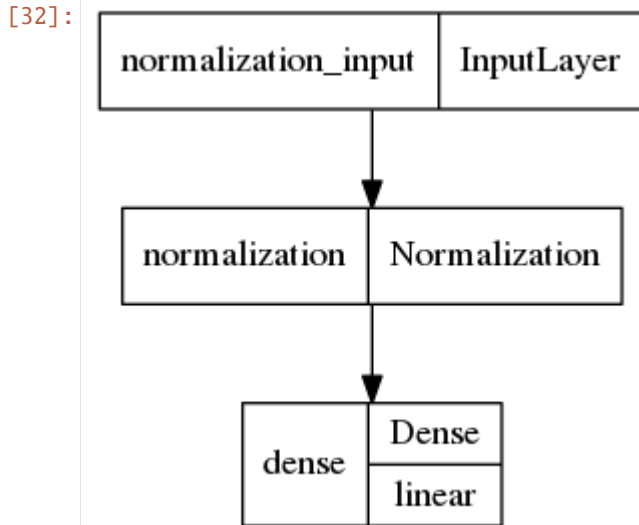 [32]:
normalization_input InputLayer
normalization Normalization
dense
Dense
linear